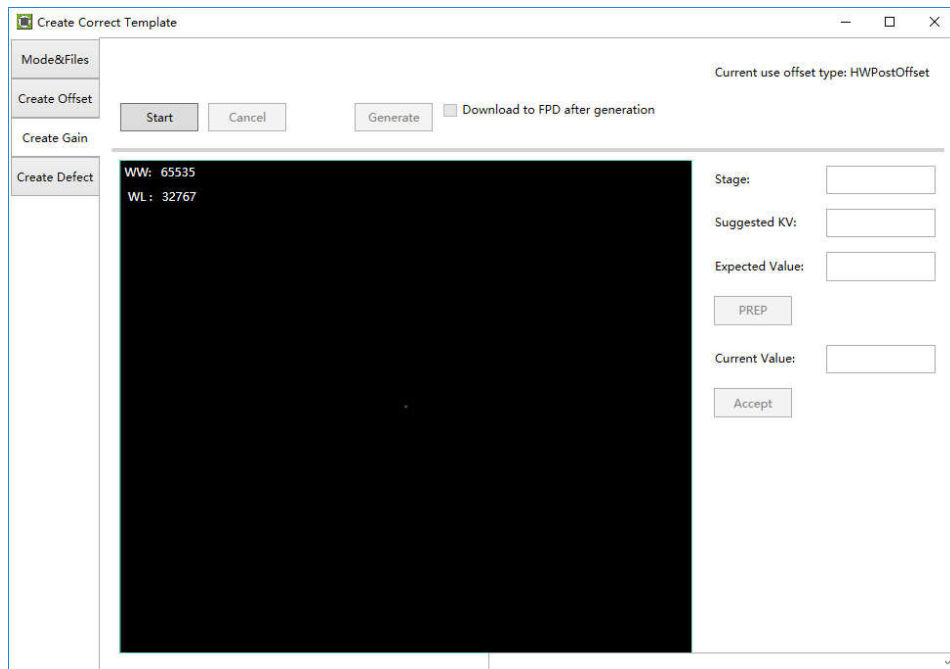 Create Correct Template
Mode&Files
Create Offset
Create Gain
Create Defect
Current use offset type: HWPostOffset
Start
Cancel
Generate
Download to FPD after generation
WW: 65535
WL: 32767
Stage:
Suggested KV:
Expected Value:
PREP
Current Value:
Accept